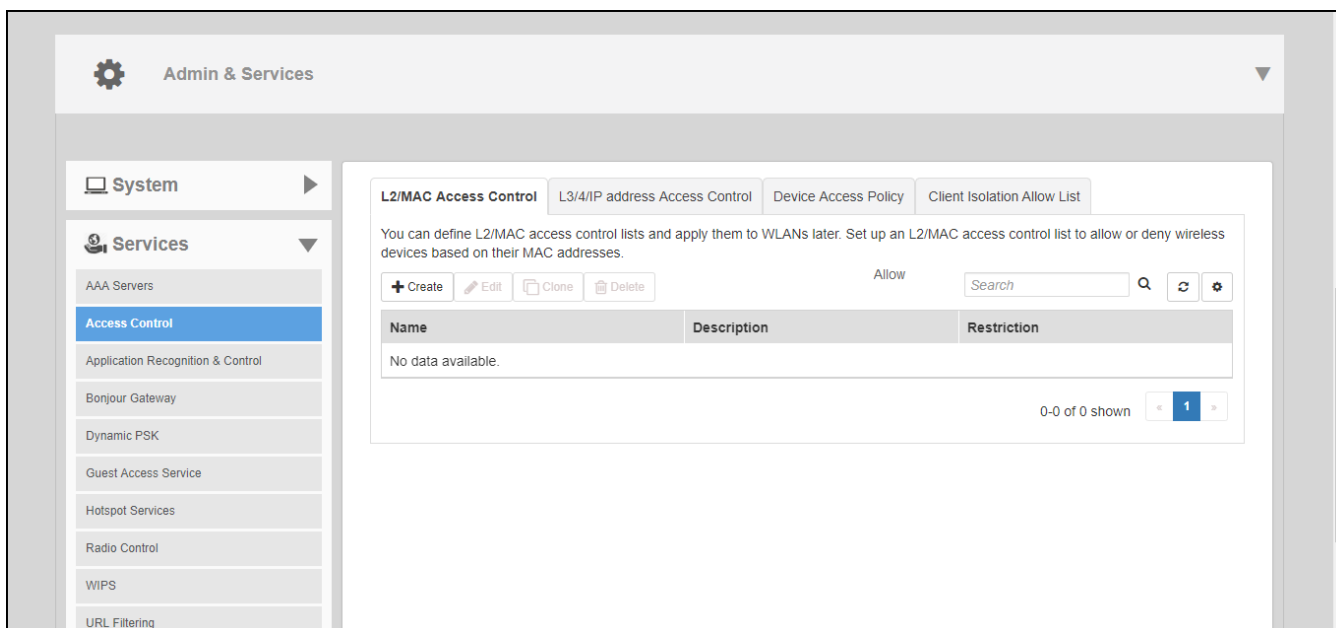 Admin & Services
System
Services
AAA Servers
Access Control
Application Recognition & Control
Bonjour Gateway
Dynamic PSK
Guest Access Service
Hotspot Services
Radio Control
WIPS
URL Filtering
L2/MAC Access Control L3/4/IP address Access Control Device Access Policy Client Isolation Allow List
You can define L2/MAC access control lists and apply them to WLANs later. Set up an L2/MAC access control list to allow or deny wireless
devices based on their MAC addresses.
Create Edit Clone Delete Allow Search
Name Description Restriction
No data available.
0-0 of 0 shown « 1 »